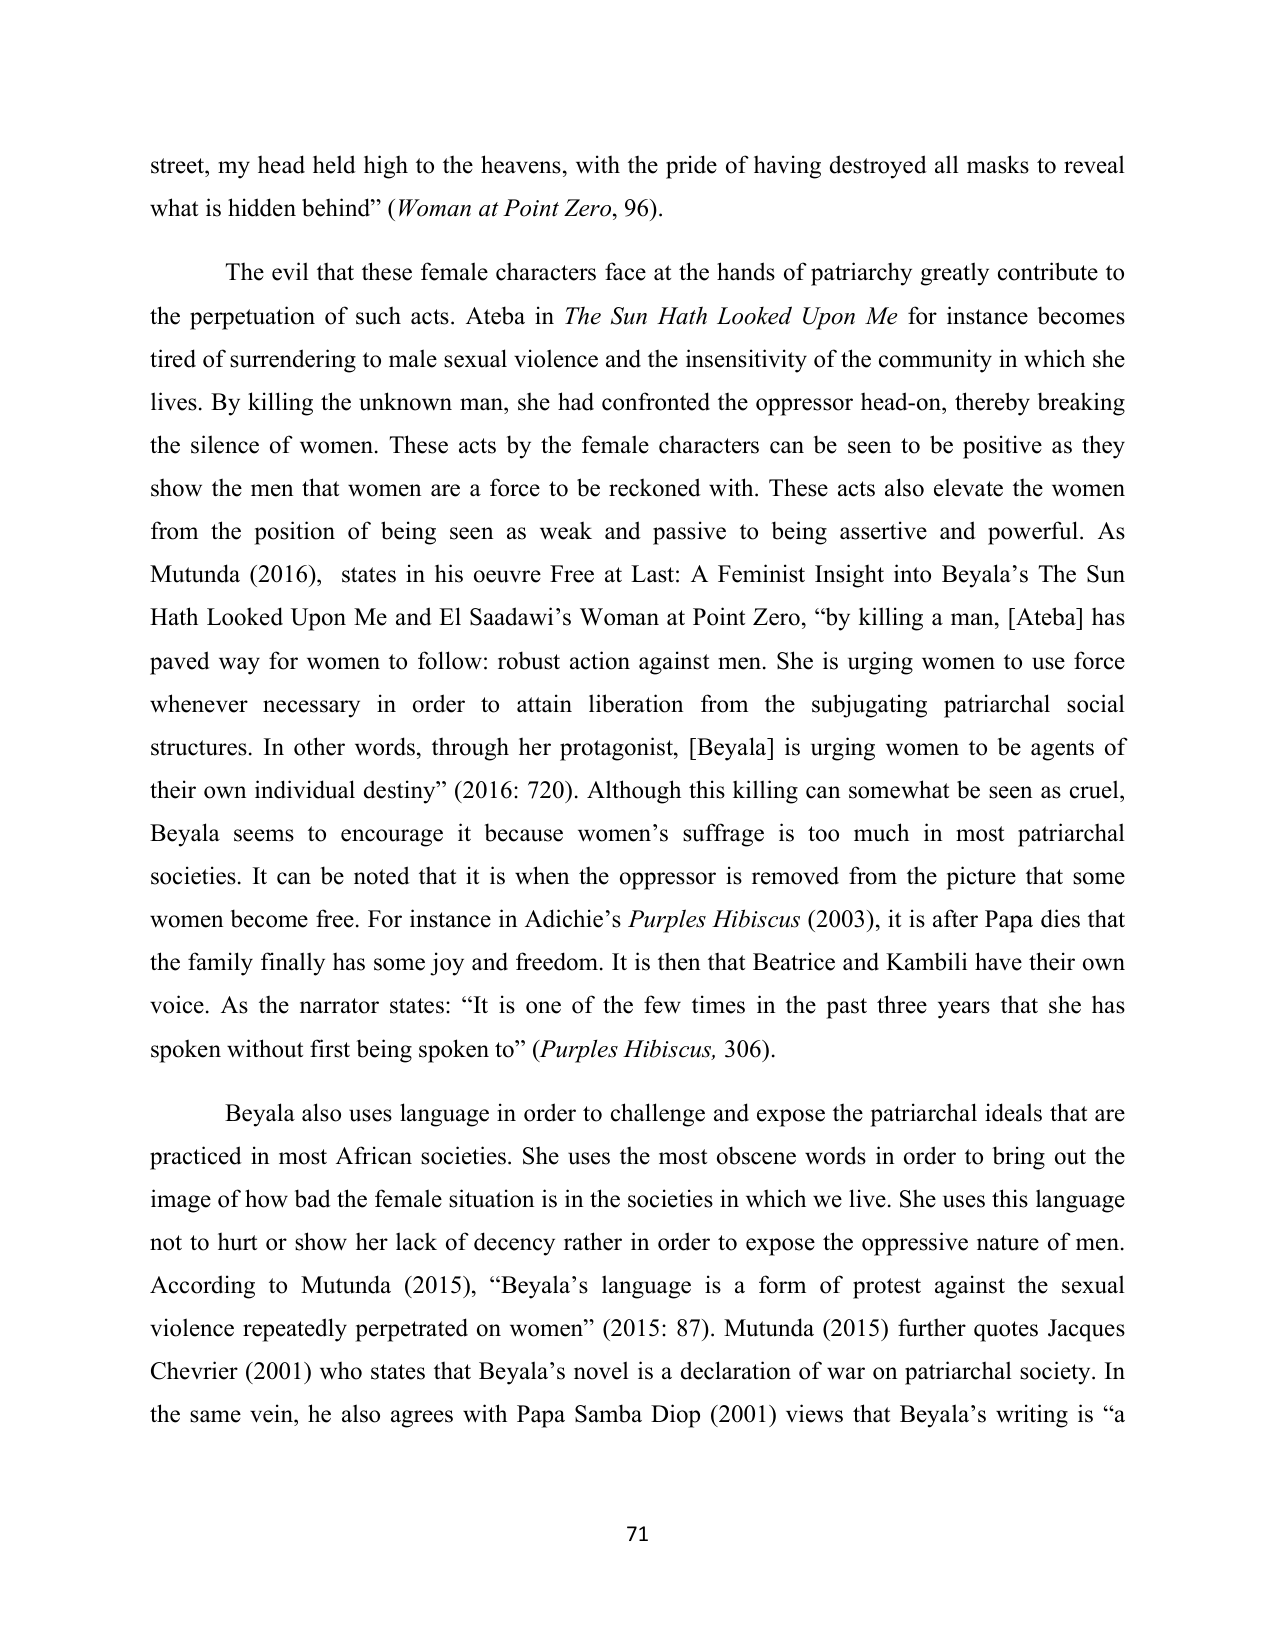 street, my head held high to the heavens, with the pride of having destroyed all masks to reveal
what is hidden behind” (Woman at Point Zero, 96).
The evil that these female characters face at the hands of patriarchy greatly contribute to
the perpetuation of such acts. Ateba in The Sun Hath Looked Upon Me for instance becomes
tired of surrendering to male sexual violence and the insensitivity of the community in which she
lives. By killing the unknown man, she had confronted the oppressor head-on, thereby breaking
the silence of women. These acts by the female characters can be seen to be positive as they
show the men that women are a force to be reckoned with. These acts also elevate the women
from the position of being seen as weak and passive to being assertive and powerful. As
Mutunda (2016),  states in his oeuvre Free at Last: A Feminist Insight into Beyala’s The Sun
Hath Looked Upon Me and El Saadawi’s Woman at Point Zero, “by killing a man, [Ateba] has
paved way for women to follow: robust action against men. She is urging women to use force
whenever necessary in order to attain liberation from the subjugating patriarchal social
structures. In other words, through her protagonist, [Beyala] is urging women to be agents of
their own individual destiny” (2016: 720). Although this killing can somewhat be seen as cruel,
Beyala seems to encourage it because women’s suffrage is too much in most patriarchal
societies. It can be noted that it is when the oppressor is removed from the picture that some
women become free. For instance in Adichie’s Purples Hibiscus (2003), it is after Papa dies that
the family finally has some joy and freedom. It is then that Beatrice and Kambili have their own
voice. As the narrator states: “It is one of the few times in the past three years that she has
spoken without first being spoken to” (Purples Hibiscus, 306).
Beyala also uses language in order to challenge and expose the patriarchal ideals that are
practiced in most African societies. She uses the most obscene words in order to bring out the
image of how bad the female situation is in the societies in which we live. She uses this language
not to hurt or show her lack of decency rather in order to expose the oppressive nature of men.
According to Mutunda (2015), “Beyala’s language is a form of protest against the sexual
violence repeatedly perpetrated on women” (2015: 87). Mutunda (2015) further quotes Jacques
Chevrier (2001) who states that Beyala’s novel is a declaration of war on patriarchal society. In
the same vein, he also agrees with Papa Samba Diop (2001) views that Beyala’s writing is “a
71